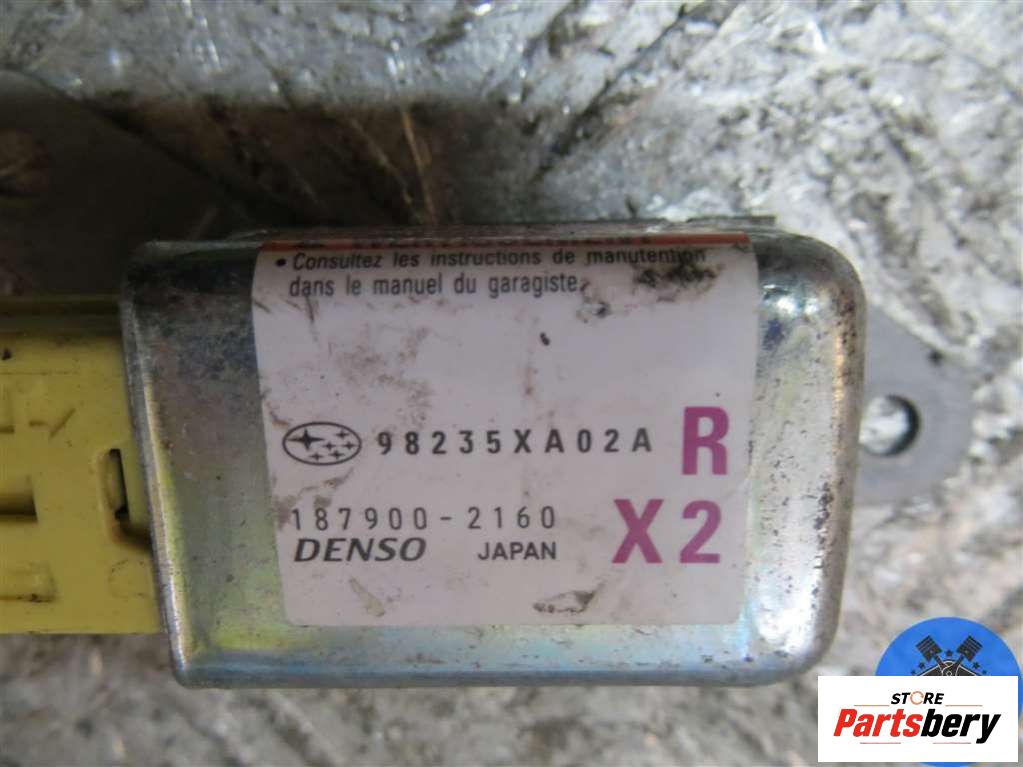 • Consultez les instructions de manutention
dans le manuel du garagiste.
98235XA02A R
187900-2160 X2
DENSO JAPAN
STORE
Partsbery